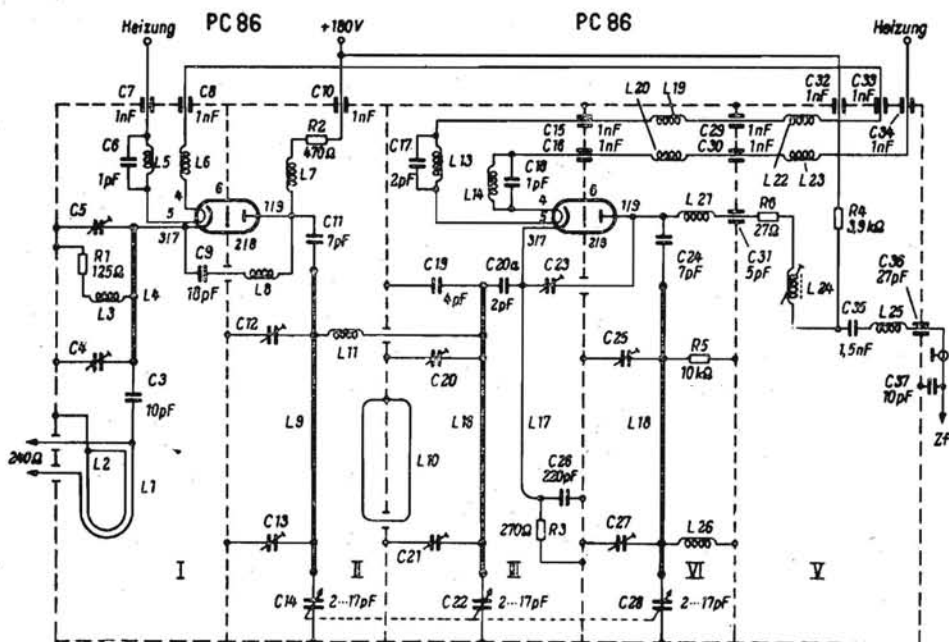 PC 86
PC 86
Heizung
+180V
Heizung
C7
1nF
C8
1nF
C10
1nF
C32
1nF
C33
1nF
C34
1nF
C6
1pF
L5
L6
R2
470Ω
L7
C17
2pF
L13
C15
1nF
C16
1nF
L20
L19
C29
1nF
C30
1nF
L22
L23
L14
C18
1pF
4
5
3/7
6
1/9
2/8
4
5
3/7
6
1/9
2/8
C5
R1
125Ω
L3
L4
C9
18pF
L8
C11
7pF
C19
4pF
C20a
2pF
C23
C24
7pF
L21
C31
5pF
R6
27Ω
R4
3,9kΩ
L24
C36
27pF
C35
1,5nF
L25
C37
10pF
Zf
C4
C3
10pF
C12
L11
C20
C25
R5
10kΩ
240Ω
L2
L1
L9
L10
L16
L17
L18
C26
220pF
270Ω
R3
C13
C21
C27
L26
I
II
III
VI
V
C14
2...17pF
C22
2...17pF
C28
2...17pF